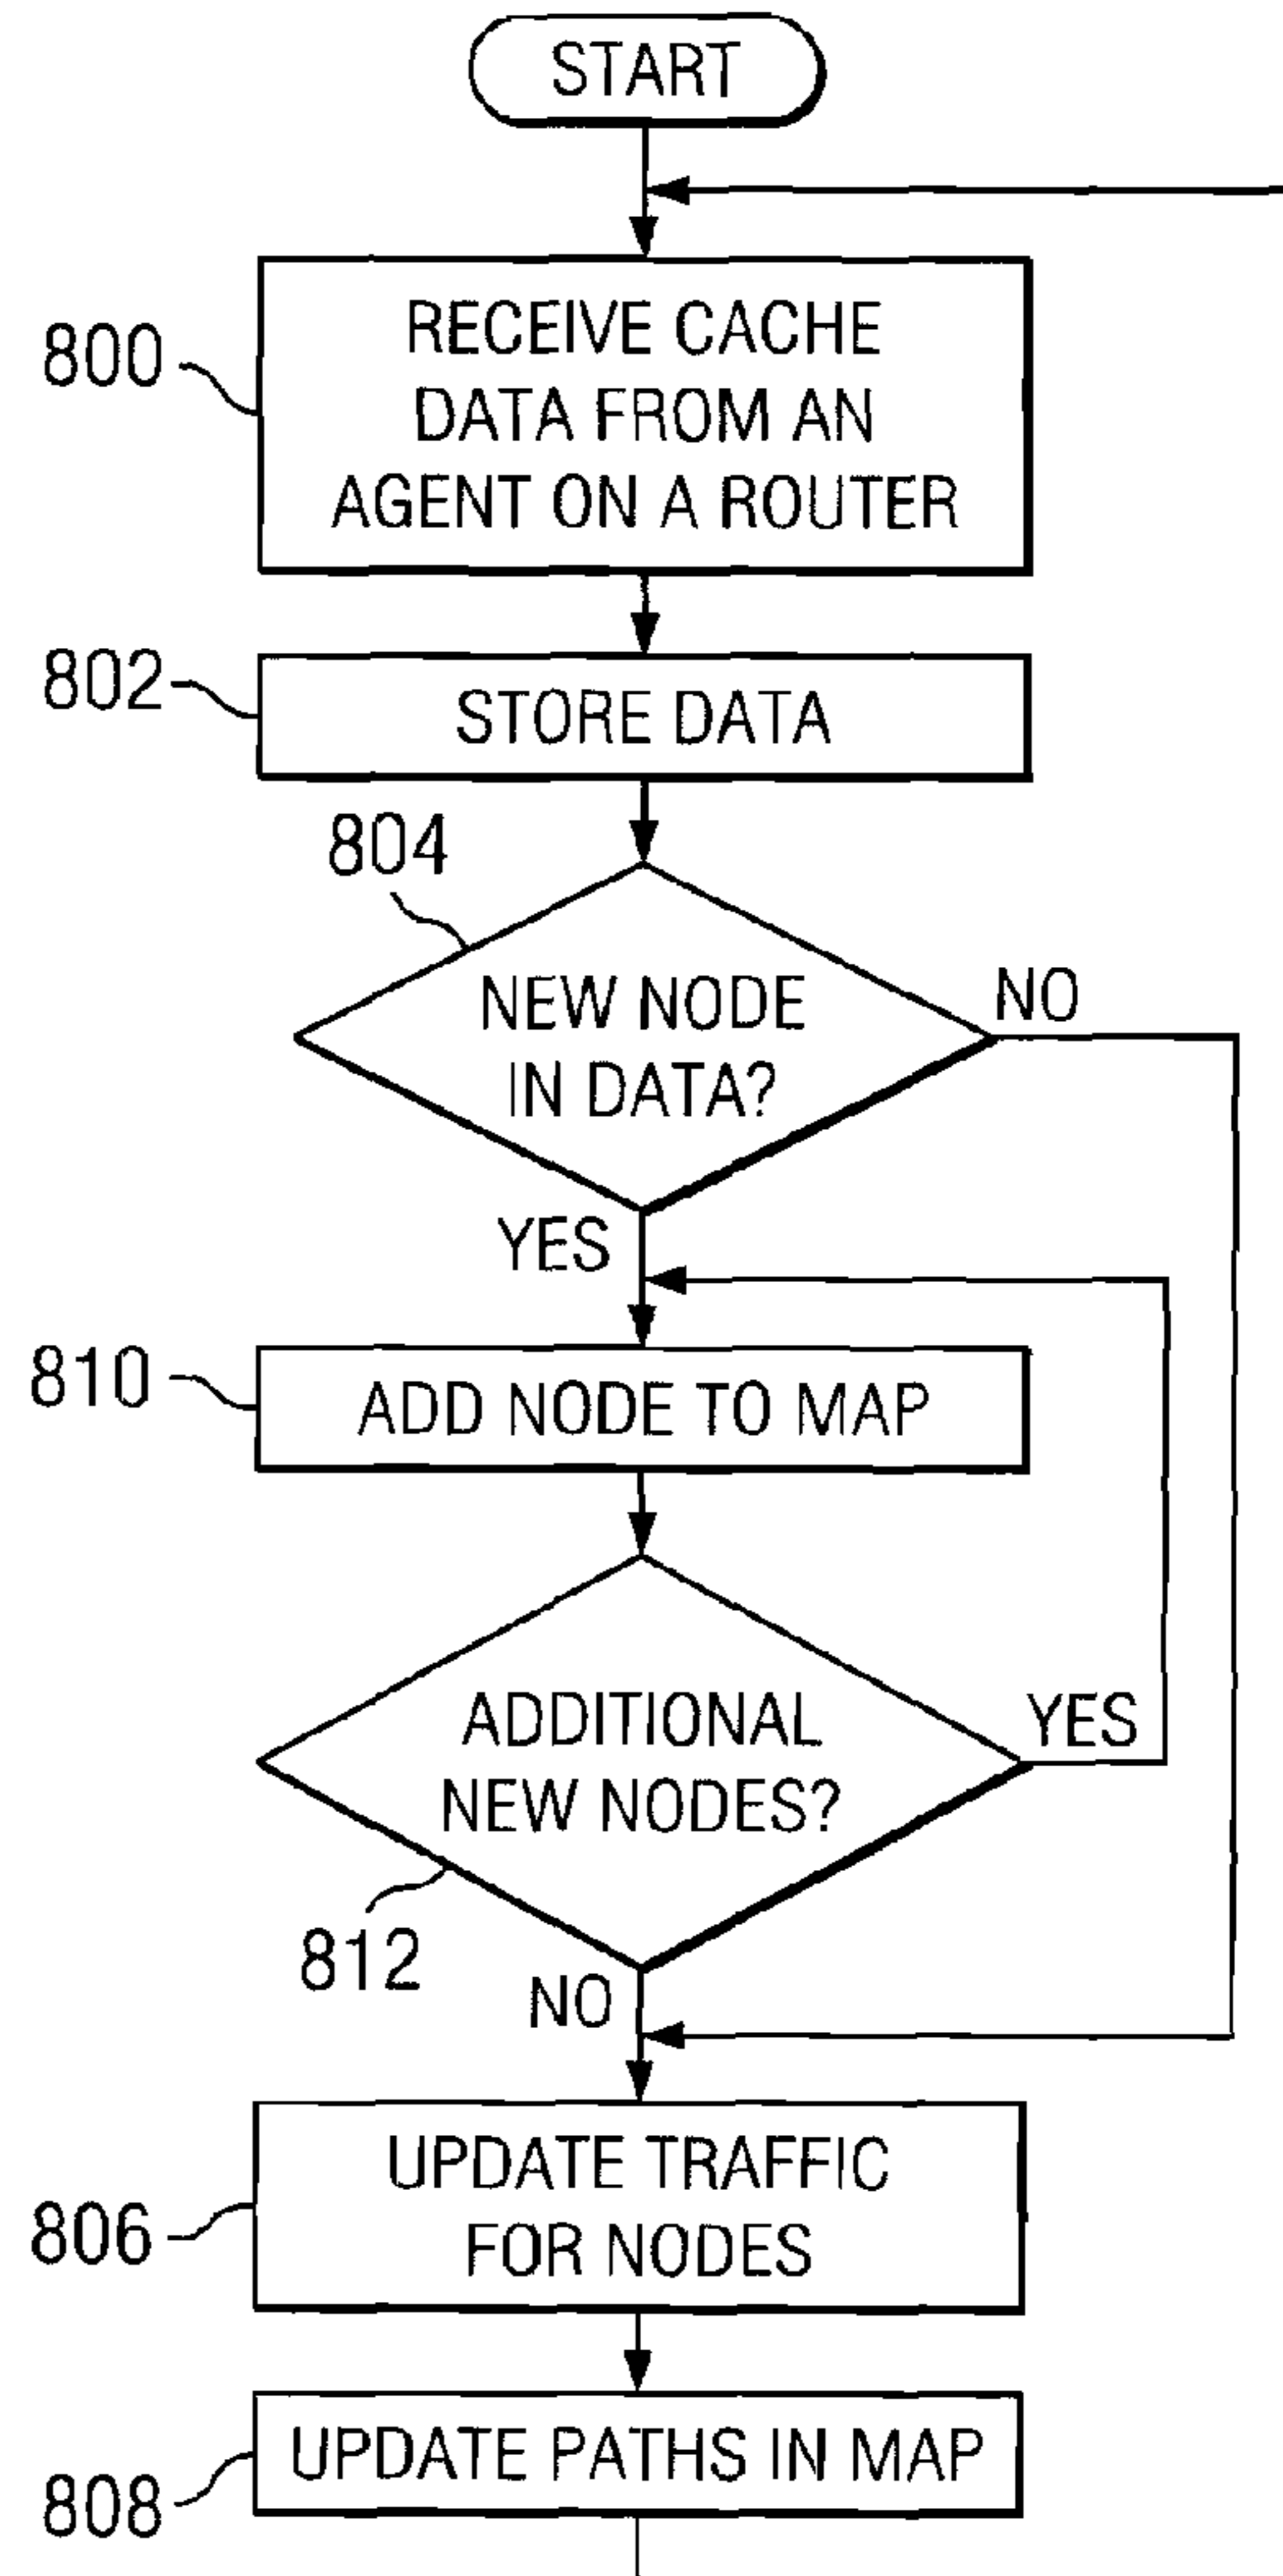 START
800
RECEIVE CACHE
DATA FROM AN
AGENT ON A ROUTER
802
STORE DATA
804
NEW NODE
IN DATA?
NO
YES
810
ADD NODE TO MAP
ADDITIONAL
NEW NODES?
YES
812
NO
806
UPDATE TRAFFIC
FOR NODES
808
UPDATE PATHS IN MAP